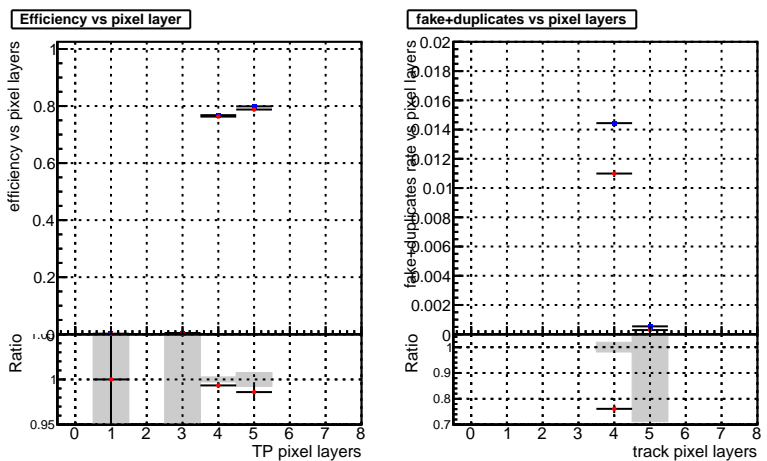 Efficiency vs pixel layer
efficiency vs pixel layers
1
0.8
0.6
0.4
0.2
0
Ratio
1
0.95
0 1 2 3 4 5 6 7 8
TP pixel layers
fake+duplicates vs pixel layers
fake+duplicates rate vs pixel layers
0.02
0.018
0.016
0.014
0.012
0.01
0.008
0.006
0.004
0.002
0
Ratio
1
0.9
0.8
0.7
0 1 2 3 4 5 6 7 8
track pixel layers